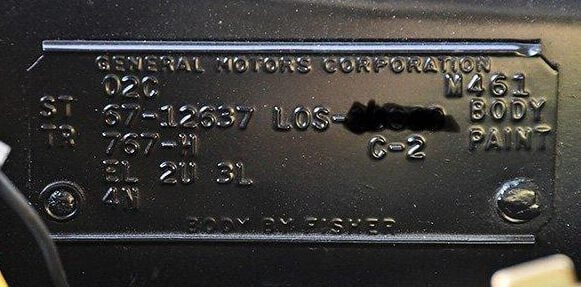 GENERAL MOTORS CORPORATION
02C M461
ST 67-12637 LOS- BODY
TR 767-H C-2 PAINT
EL 2U 3L
4N
BODY BY FISHER